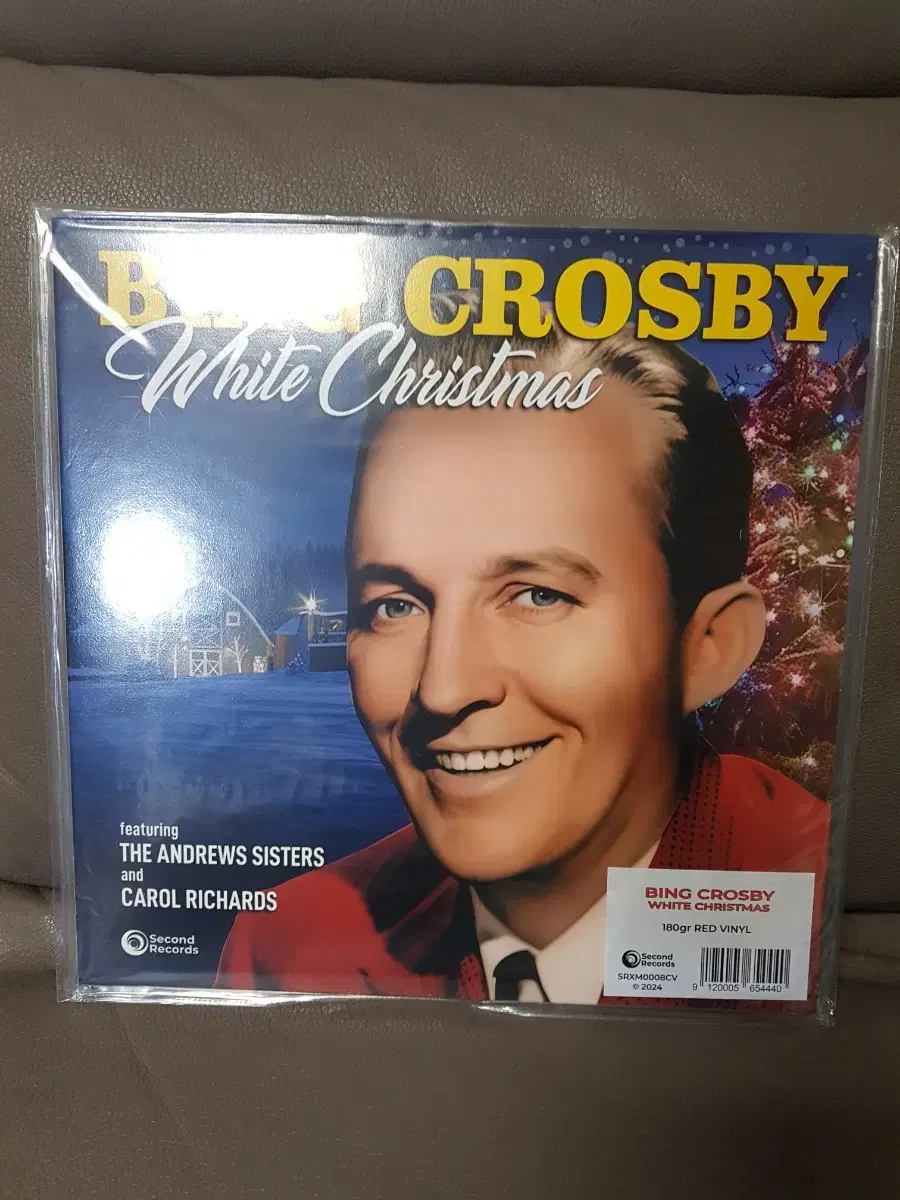 BING CROSBY
White Christmas
featuring
THE ANDREWS SISTERS
and
CAROL RICHARDS
Second
Records
BING CROSBY
WHITE CHRISTMAS
180gr RED VINYL
Second
Records
SRXM0008CV
© 2024
9 120005 654440